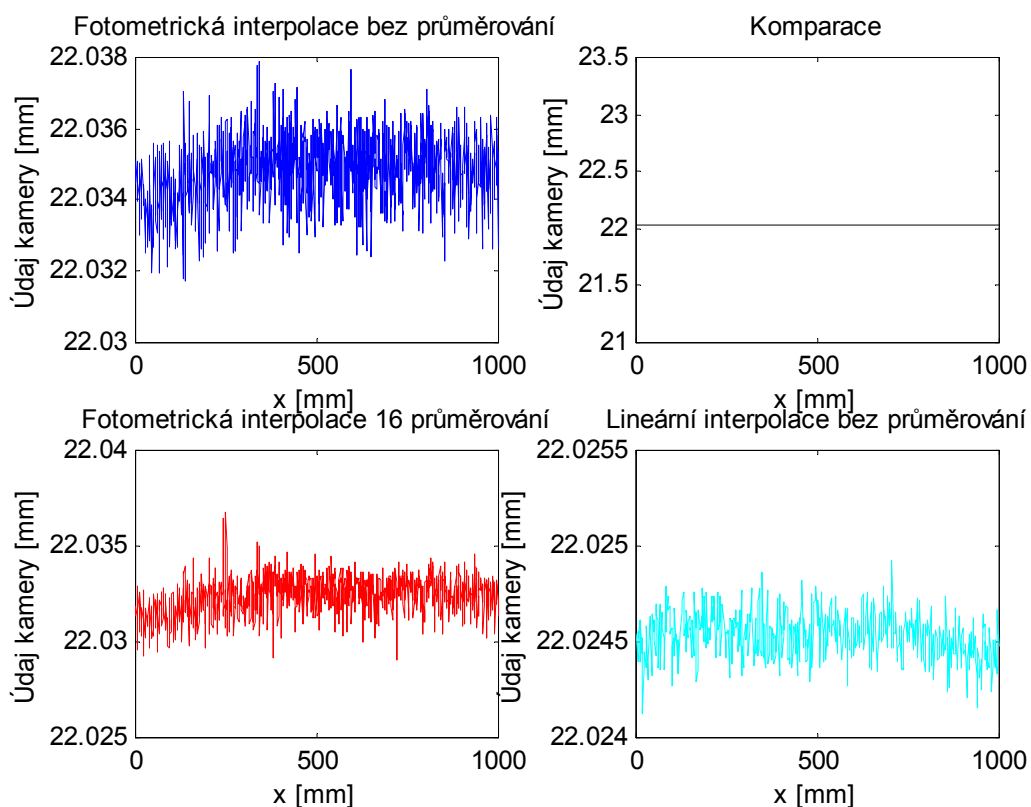 Fotometrická interpolace bez průměrování
Údaj kamery [mm]
22.038
22.036
22.034
22.032
22.03
0
500
1000
x [mm]
Komparace
Údaj kamery [mm]
23.5
23
22.5
22
21.5
21
0
500
1000
x [mm]
Fotometrická interpolace 16 průměrování
Údaj kamery [mm]
22.04
22.035
22.03
22.025
0
500
1000
x [mm]
Lineární interpolace bez průměrování
Údaj kamery [mm]
22.0255
22.025
22.0245
22.024
0
500
1000
x [mm]